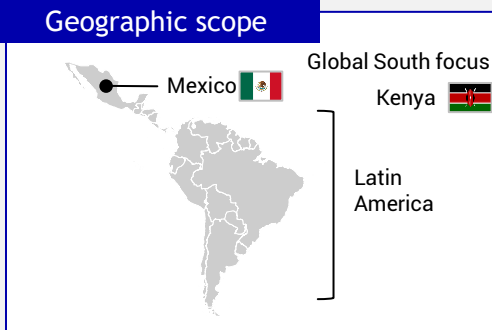 Geographic scope
Global South focus
Mexico
Kenya
Latin
America